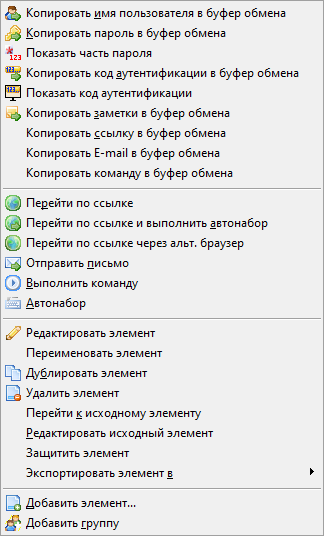 Копировать имя пользователя в буфер обмена
Копировать пароль в буфер обмена
Показать часть пароля
Копировать код аутентификации в буфер обмена
Показать код аутентификации
Копировать заметки в буфер обмена
Копировать ссылку в буфер обмена
Копировать E-mail в буфер обмена
Копировать команду в буфер обмена
Перейти по ссылке
Перейти по ссылке и выполнить автонабор
Перейти по ссылке через альт. браузер
Отправить письмо
Выполнить команду
Автонабор
Редактировать элемент
Переименовать элемент
Дублировать элемент
Удалить элемент
Перейти к исходному элементу
Редактировать исходный элемент
Защитить элемент
Экспортировать элемент в
Добавить элемент...
Добавить группу